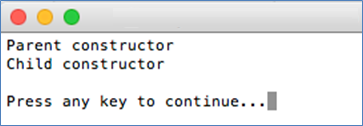 Parent constructor
Child constructor
Press any key to continue...